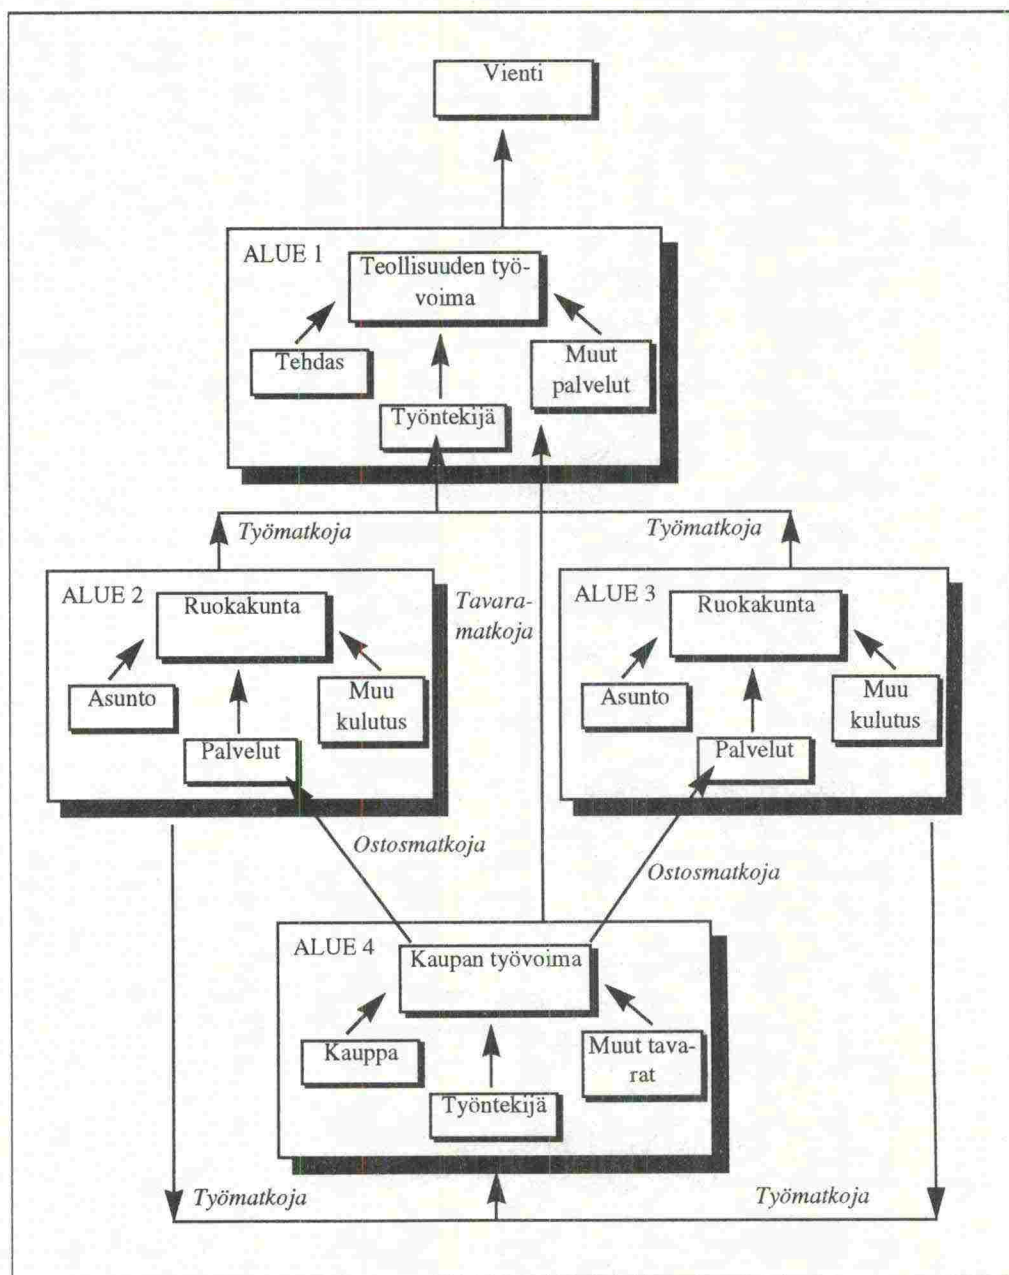 Vienti
ALUE 1
Teollisuuden työ-
voima
Tehdas
Muut
palvelut
Työntekijä
Työmatkoja
Työmatkoja
ALUE 2
Ruokakunta
Asunto
Muu
kulutus
Palvelut
Tavara-
matkoja
ALUE 3
Ruokakunta
Asunto
Muu
kulutus
Palvelut
Ostosmatkoja
Ostosmatkoja
ALUE 4
Kaupan työvoima
Kauppa
Muut tava-
rat
Työntekijä
Työmatkoja
Työmatkoja